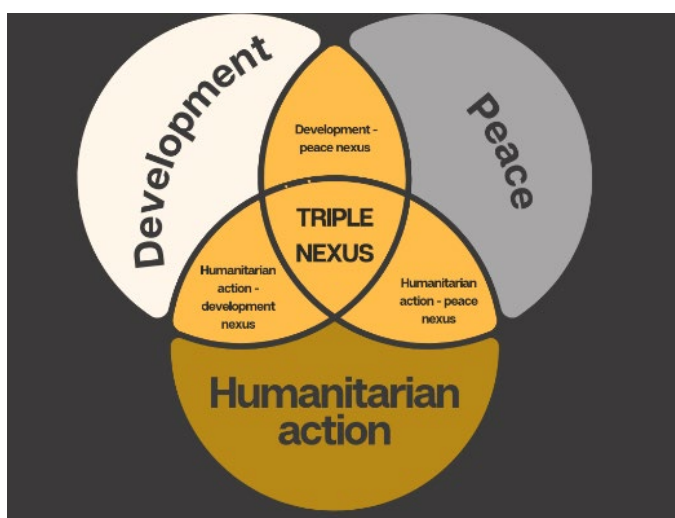 Development
Peace
Development -
peace nexus
TRIPLE
NEXUS
Humanitarian
action -
development
nexus
Humanitarian
action - peace
nexus
Humanitarian
action